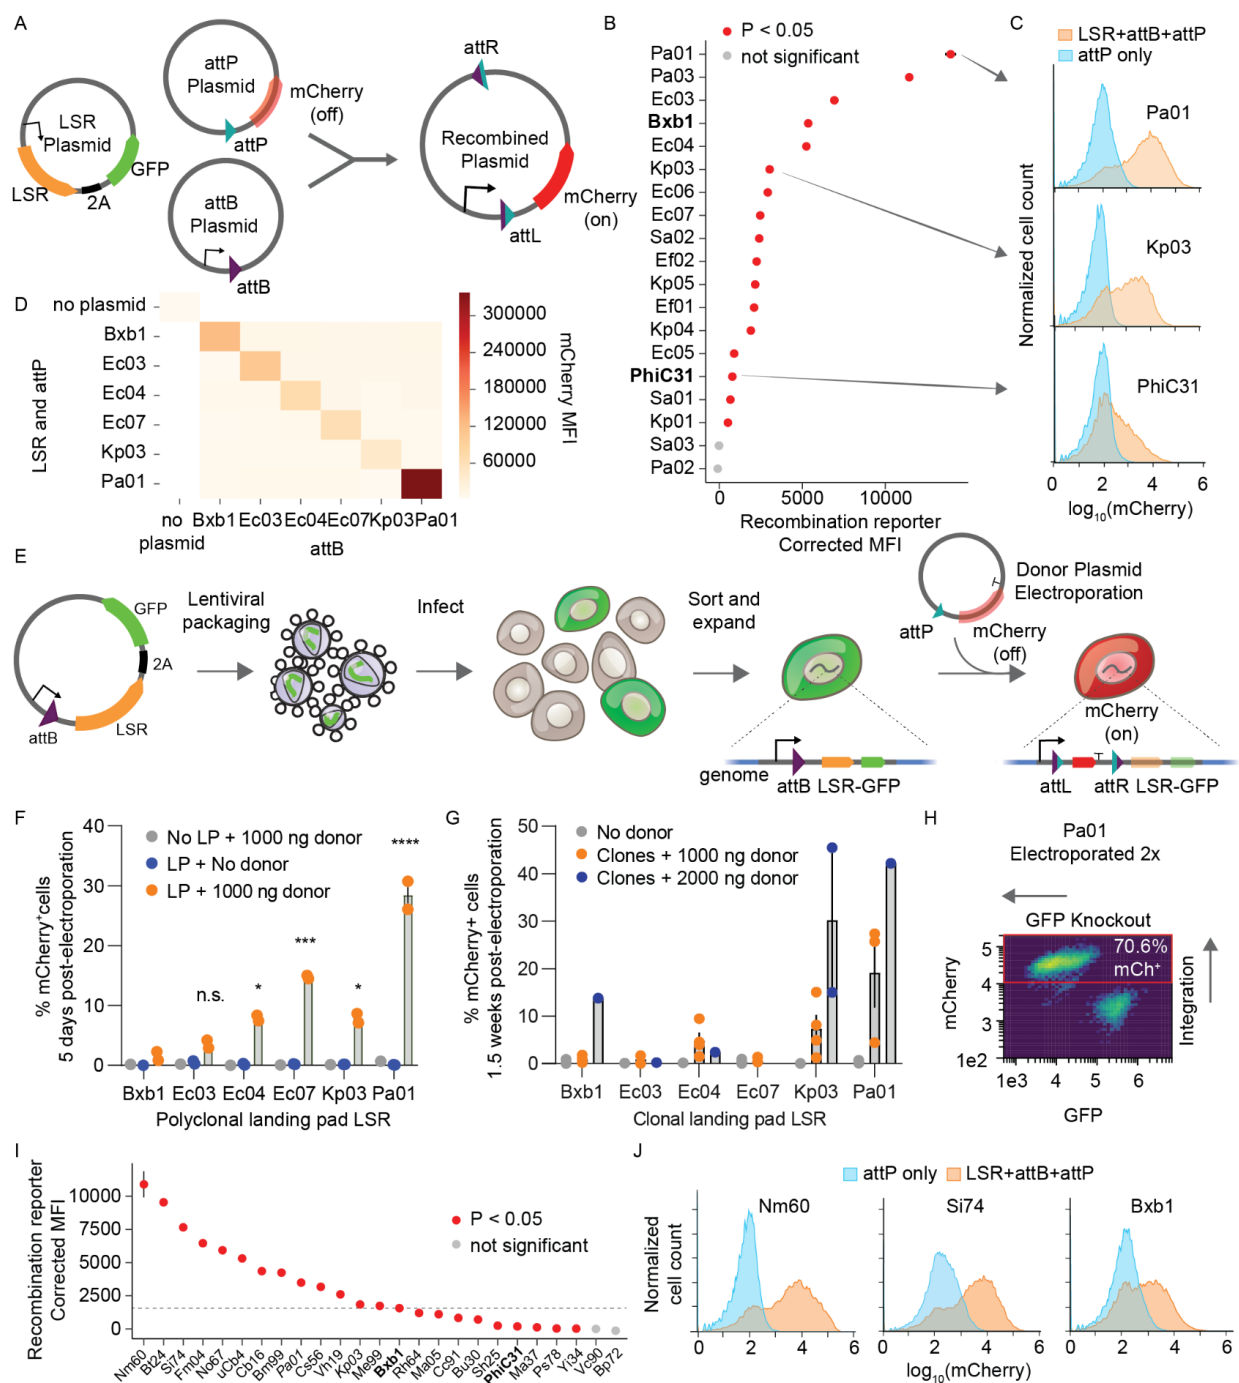 A
attP
Plasmid
mCherry
(off)
attP
LSR
Plasmid
GFP
LSR
2A
attB
Plasmid
attB
attR
Recombined
Plasmid
mCherry
(on)
attL
B
P < 0.05
not significant
Pa01
Pa03
Ec03
Bxb1
Ec04
Kp03
Ec06
Ec07
Sa02
Ef02
Kp05
Ef01
Kp04
Ec05
PhiC31
Sa01
Kp01
Sa03
Pa02
0 5000 10000
Recombination reporter
Corrected MFI
C
LSR+attB+attP
attP only
Normalized cell count
Pa01
Kp03
PhiC31
0 2 4 6
log10(mCherry)
D
LSR and attP
no plasmid
Bxb1
Ec03
Ec04
Ec07
Kp03
Pa01
no
plasmid
Bxb1 Ec03 Ec04 Ec07 Kp03 Pa01
attB
300000
240000
180000
120000
60000
mCherry MFI
E
GFP
2A
LSR
attB
Lentiviral
packaging
Infect
Sort and
expand
attP
mCherry
(off)
Donor Plasmid
Electroporation
mCherry
(on)
genome
attB LSR-GFP
attL attR LSR-GFP
F
% mCherry+cells
5 days post-electroporation
40
30
20
10
0
No LP + 1000 ng donor
LP + No donor
LP + 1000 ng donor
n.s.
*
***
*
****
Bxb1 Ec03 Ec04 Ec07 Kp03 Pa01
Polyclonal landing pad LSR
G
% mCherry+ cells
1.5 weeks post-electroporation
50
40
30
20
10
0
No donor
Clones + 1000 ng donor
Clones + 2000 ng donor
Bxb1 Ec03 Ec04 Ec07 Kp03 Pa01
Clonal landing pad LSR
H
Pa01
Electroporated 2x
GFP Knockout
70.6%
mCh+
Integration
mCherry
5
4
3
1e2
1e3 4 5 6
GFP
I
Recombination reporter
Corrected MFI
10000
7500
5000
2500
0
P < 0.05
not significant
Nm60 Bt24 Si74 Fm04 No67 uCb4 Cb16 Bm99 Pa01 Cs56 Vh19 Kp03 Me99 Bxb1 Rh64 Ma05 Cc91 Bu30 Sh25 PhiC31 Ma37 Ps78 Yi34 Vc90 Bp72
J
attP only
LSR+attB+attP
Normalized
cell count
Nm60
Si74
Bxb1
0 2 4 6 0 2 4 6 0 2 4 6
log10(mCherry)